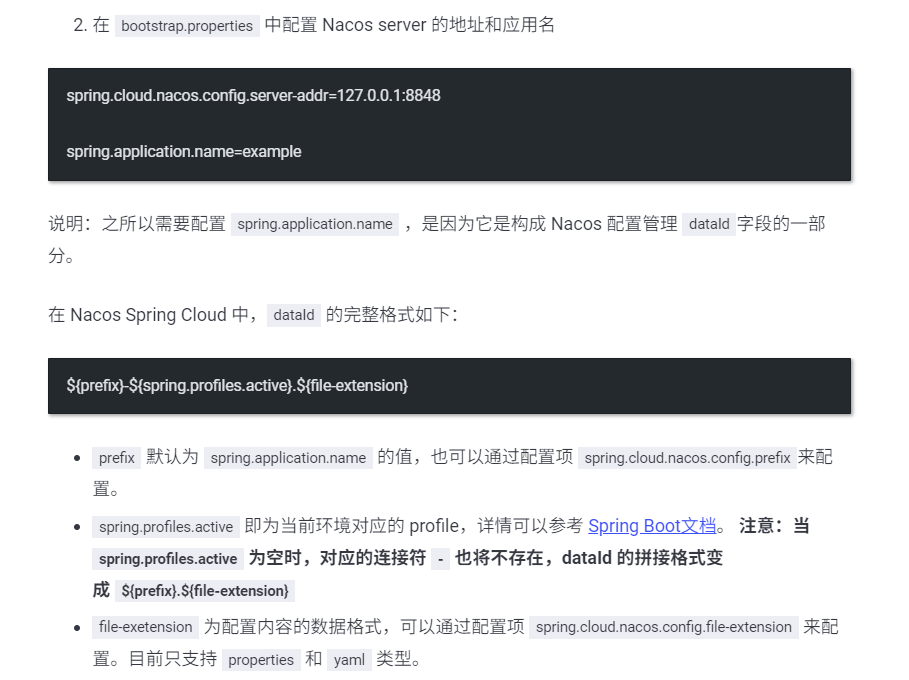 2. 在 bootstrap.properties 中配置 Nacos server 的地址和应用名
spring.cloud.nacos.config.server-addr=127.0.0.1:8848
spring.application.name=example
说明：之所以需要配置 spring.application.name ，是因为它是构成 Nacos 配置管理 dataId 字段的一部
分。
在 Nacos Spring Cloud 中，dataId 的完整格式如下：
${prefix}-${spring.profiles.active}.${file-extension}
• prefix 默认为 spring.application.name 的值，也可以通过配置项 spring.cloud.nacos.config.prefix 来配
置。
• spring.profiles.active 即为当前环境对应的 profile，详情可以参考 Spring Boot文档。 注意：当
spring.profiles.active 为空时，对应的连接符 - 也将不存在，dataId 的拼接格式变
成 ${prefix}.${file-extension}
• file-exetension 为配置内容的数据格式，可以通过配置项 spring.cloud.nacos.config.file-extension 来配
置。目前只支持 properties 和 yaml 类型。